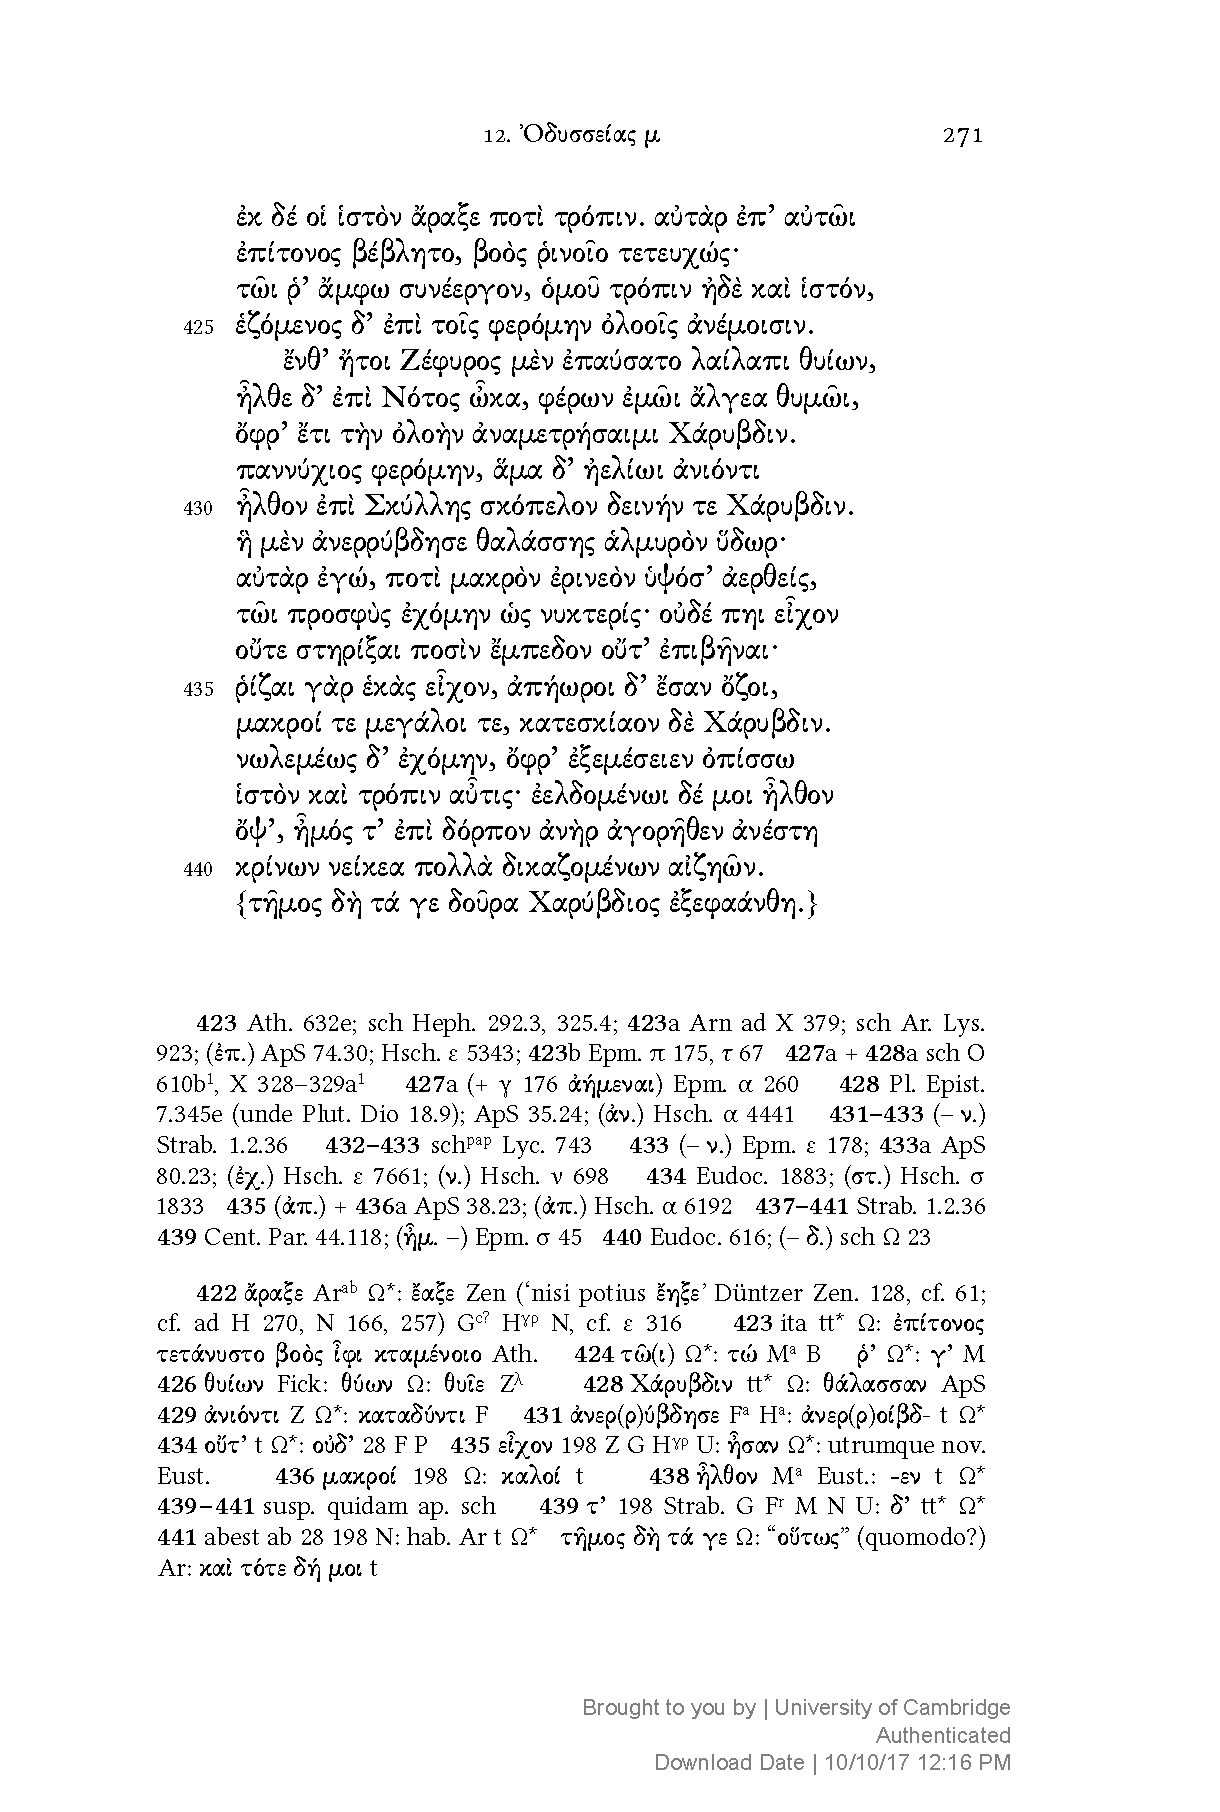 12. Ὀδυσσείας μ 271
ἐκ δέ οἱ ἱστὸν ἄραξε ποτὶ τρόπιν. αὐτὰρ ἐπ’ αὐτῶι
ἐπίτονος βέβλητο, βοὸς ῥινοῖο τετευχώς·
τῶι ῥ’ ἄμφω συνέεργον, ὁμοῦ τρόπιν ἠδὲ καὶ ἱστόν,
425 ἑζόμενος δ’ ἐπὶ τοῖς φερόμην ὀλοοῖς ἀνέμοισιν.
ἔνθ’ ἤτοι Ζέφυρος μὲν ἐπαύσατο λαίλαπι θυίων,
ἦλθε δ’ ἐπὶ Νότος ὦκα, φέρων ἐμῶι ἄλγεα θυμῶι,
ὄφρ’ ἔτι τὴν ὀλοὴν ἀναμετρήσαιμι Χάρυβδιν.
παννύχιος φερόμην, ἅμα δ’ ἠελίωι ἀνιόντι
430 ἦλθον ἐπὶ Σκύλλης σκόπελον δεινήν τε Χάρυβδιν.
ἣ μὲν ἀνερρύβδησε θαλάσσης ἁλμυρὸν ὕδωρ·
αὐτὰρ ἐγώ, ποτὶ μακρὸν ἐρινεὸν ὑψόσ’ ἀερθείς,
τῶι προσφὺς ἐχόμην ὡς νυκτερίς· οὐδέ πηι εἶχον
οὔτε στηρίξαι ποσὶν ἔμπεδον οὔτ’ ἐπιβῆναι·
435 ῥίζαι γὰρ ἑκὰς εἶχον, ἀπήωροι δ’ ἔσαν ὄζοι,
μακροί τε μεγάλοι τε, κατεσκίαον δὲ Χάρυβδιν.
νωλεμέως δ’ ἐχόμην, ὄφρ’ ἐξεμέσειεν ὀπίσσω
ἱστὸν καὶ τρόπιν αὖτις· ἐελδομένωι δέ μοι ἦλθον
ὄψ’, ἦμός τ’ ἐπὶ δόρπον ἀνὴρ ἀγορῆθεν ἀνέστη
440 κρίνων νείκεα πολλὰ δικαζομένων αἰζηῶν.
{τῆμος δὴ τά γε δοῦρα Χαρύβδιος ἐξεφαάνθη.}
423 Ath. 632e; sch Heph. 292.3, 325.4; 423a Arn ad X 379; sch Ar. Lys.
923; (ἐπ.) ApS 74.30; Hsch. ε 5343; 423b Epm. π 175, τ 67 427a + 428a sch O
610b¹, X 328–329a¹ 427a (+ γ 176 ἀήμεναι) Epm. α 260 428 Pl. Epist.
7.345e (unde Plut. Dio 18.9); ApS 35.24; (ἀν.) Hsch. α 4441 431–433 (– ν.)
Strab. 1.2.36 432–433 schᵖᵃᵖ Lyc. 743 433 (– ν.) Epm. ε 178; 433a ApS
80.23; (ἐχ.) Hsch. ε 7661; (ν.) Hsch. ν 698 434 Eudoc. 1883; (στ.) Hsch. σ
1833 435 (ἀπ.) + 436a ApS 38.23; (ἀπ.) Hsch. α 6192 437–441 Strab. 1.2.36
439 Cent. Par. 44.118; (ἦμ. –) Epm. σ 45 440 Eudoc. 616; (– δ.) sch Ω 23
422 ἄραξε Arᵃᵇ Ω*: ἔαξε Zen (‘nisi potius ἔηξε’ Düntzer Zen. 128, cf. 61;
cf. ad H 270, N 166, 257) Gᶜ? Hᵞᵖ N, cf. ε 316 423 ita tt* Ω: ἐπίτονος
τετάνυστο βοὸς ἶφι κταμένοιο Ath. 424 τῶ(ι) Ω*: τώ Mᵃ B ῥ’ Ω*: γ’ M
426 θυίων Fick: θύων Ω: θυῖε Zλ 428 Χάρυβδιν tt* Ω: θάλασσαν ApS
429 ἀνιόντι Z Ω*: καταδύντι F 431 ἀνερ(ρ)ύβδησε Fᵃ Hᵃ: ἀνερ(ρ)οίβδ- t Ω*
434 οὔτ’ t Ω*: οὐδ’ 28 F P 435 εἶχον 198 Z G Hᵞᵖ U: ἦσαν Ω*: utrumque nov.
Eust. 436 μακροί 198 Ω: καλοί t 438 ἦλθον Mᵃ Eust.: -εν t Ω*
439–441 susp. quidam ap. sch 439 τ’ 198 Strab. G Fʳ M N U: δ’ tt* Ω*
441 abest ab 28 198 N: hab. Ar t Ω* τῆμος δὴ τά γε Ω: “οὕτως” (quomodo?)
Ar: καὶ τότε δή μοι t
Brought to you by | University of Cambridge
Authenticated
Download Date | 10/10/17 12:16 PM